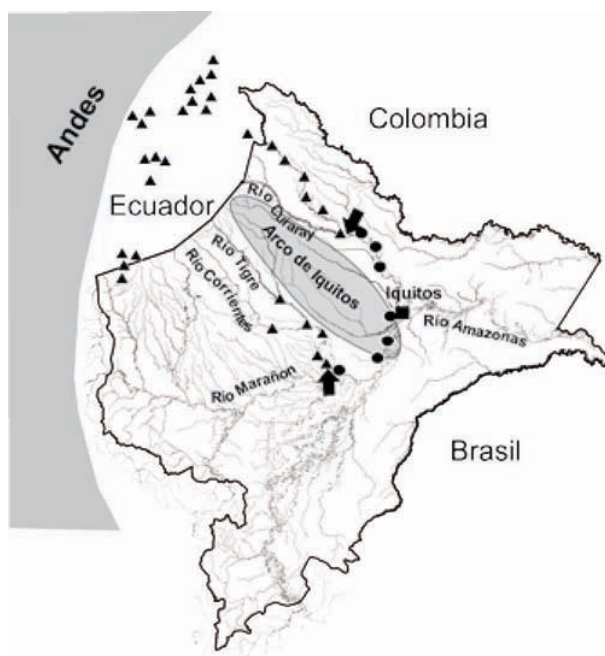 Andes
Colombia
Ecuador
Río Curaray
Arco de Iquitos
Río Tigre
Río Corrientes
Iquitos
Río Amazonas
Río Marañon
Brasil